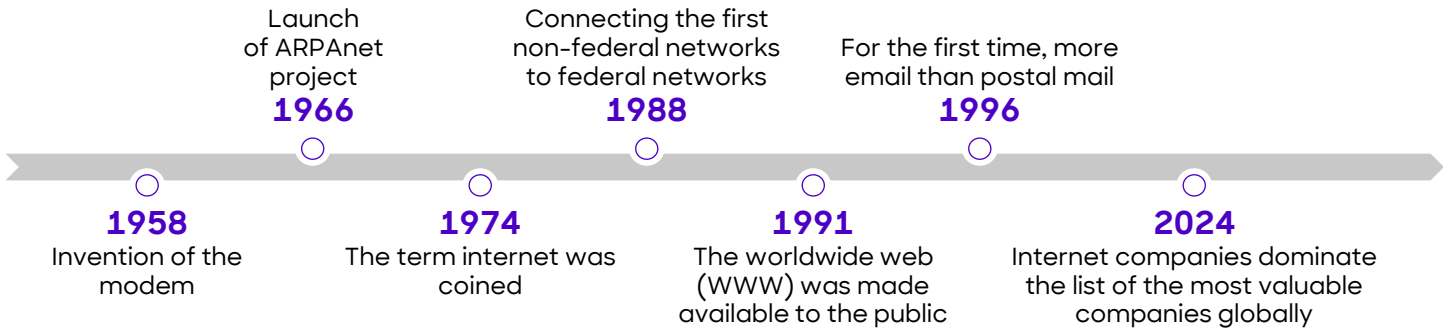 Launch
of ARPAnet
project
1966
Connecting the first
non-federal networks
to federal networks
1988
For the first time, more
email than postal mail
1996
1958
Invention of the
modem
1974
The term internet was
coined
1991
The worldwide web
(WWW) was made
available to the public
2024
Internet companies dominate
the list of the most valuable
companies globally